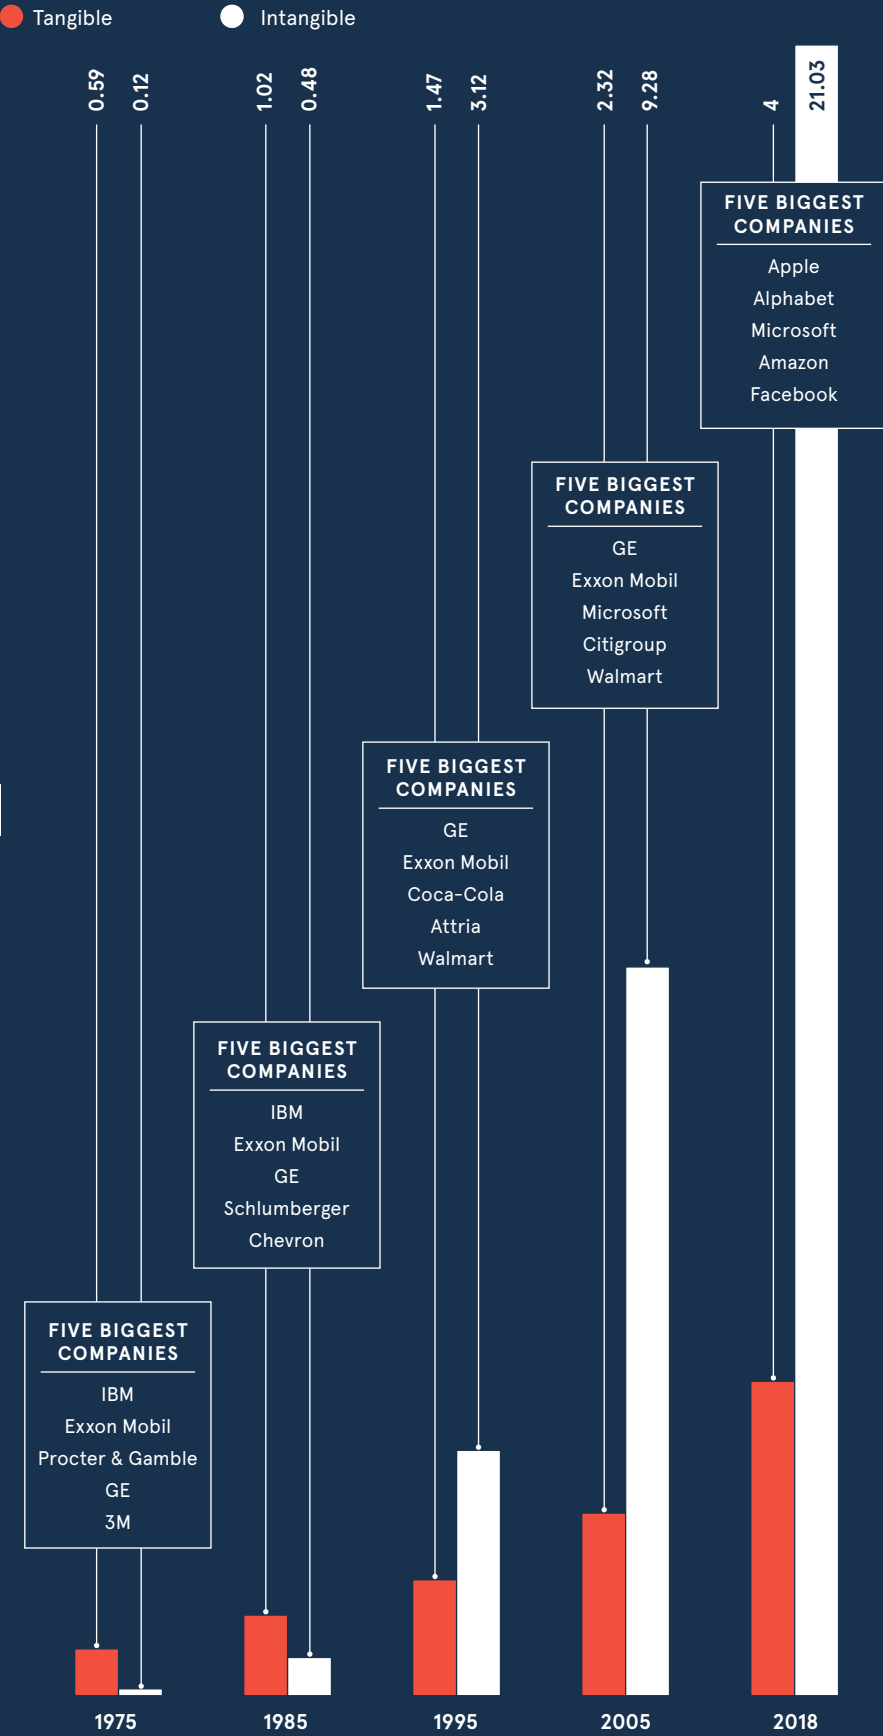 Tangible
Intangible
0.59
0.12
1.02
0.48
1.47
3.12
2.32
9.28
4
21.03
FIVE BIGGEST
COMPANIES
Apple
Alphabet
Microsoft
Amazon
Facebook
FIVE BIGGEST
COMPANIES
GE
Exxon Mobil
Microsoft
Citigroup
Walmart
FIVE BIGGEST
COMPANIES
GE
Exxon Mobil
Coca-Cola
Attria
Walmart
FIVE BIGGEST
COMPANIES
IBM
Exxon Mobil
GE
Schlumberger
Chevron
FIVE BIGGEST
COMPANIES
IBM
Exxon Mobil
Procter & Gamble
GE
3M
1975
1985
1995
2005
2018